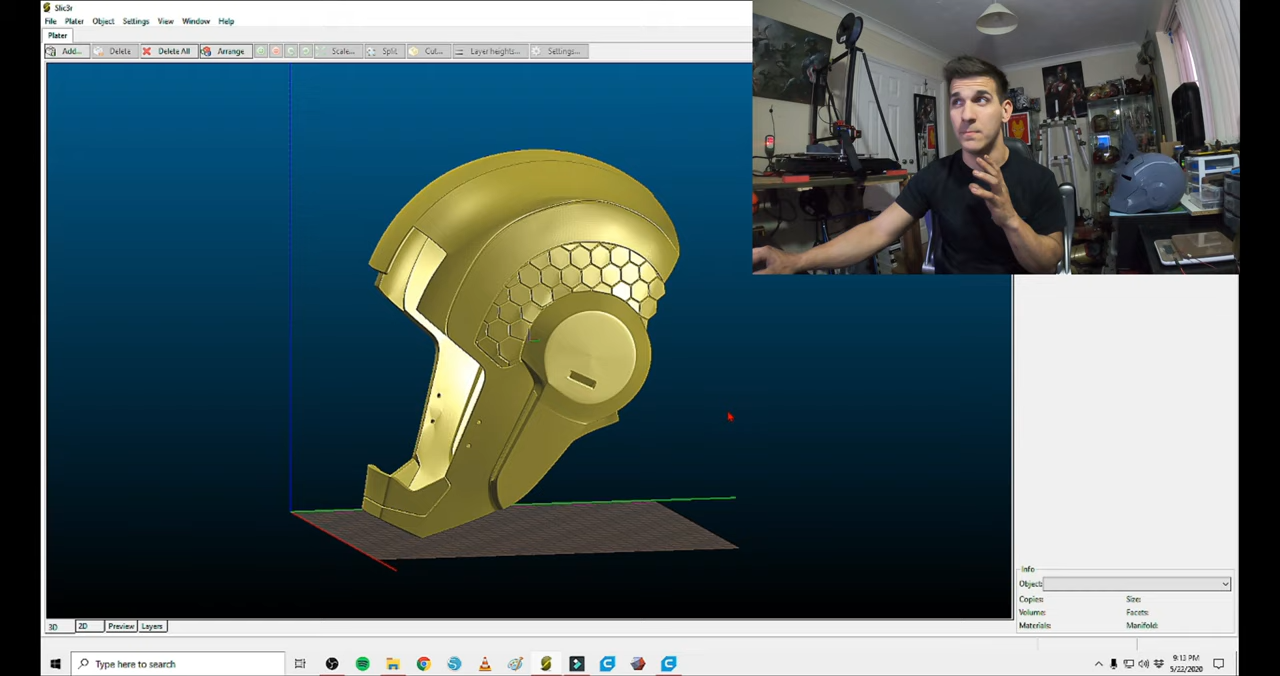 Slic3r
File Plater Object Settings View Window Help
Plater
Add... Delete Delete All Arrange Scale... Split Cut... Layer heights... Settings...
Info
Object:
Copies: Size:
Volume: Facets:
Materials: Manifold:
3D 2D Preview Layers
Type here to search
9:13 PM
5/22/2020